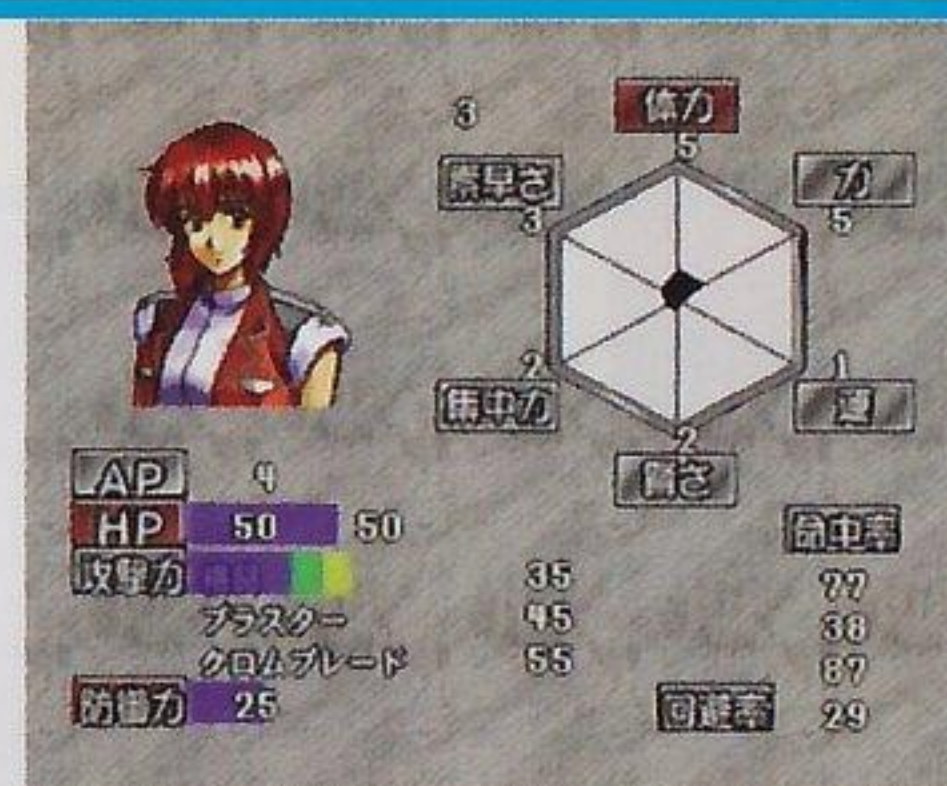 3
体力
5
素早さ
力
3
5
2
1
集中力
運
2
賢さ
AP 4
HP 50 50
命中率
攻撃力 35 77
ブラスター 45 38
クロムブレード 55 87
防御力 25 回避率 29